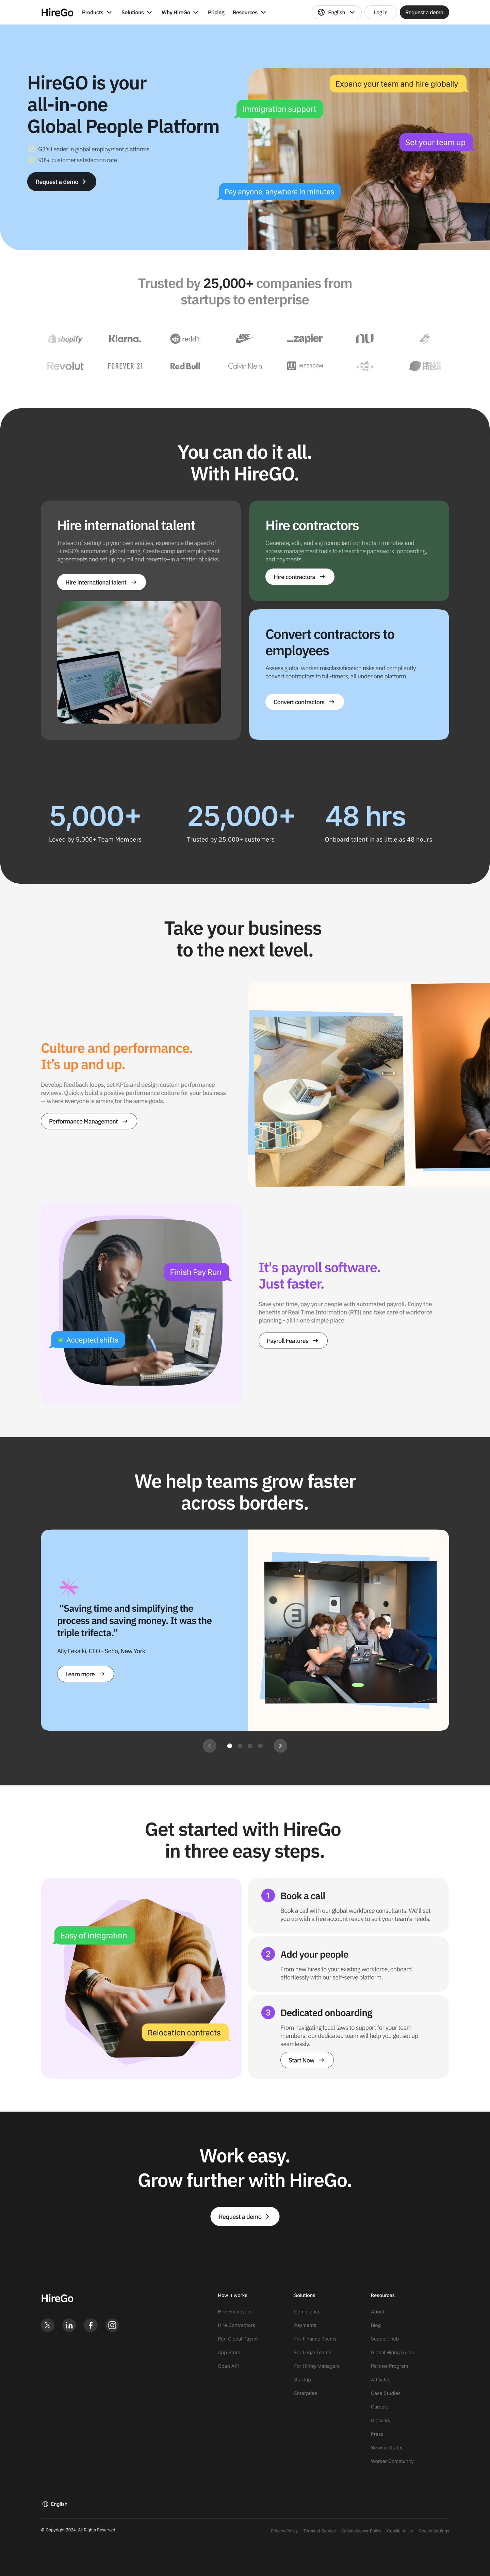 HireGo
Products
Solutions
Why HireGo
Pricing
Resources
English
Log in
Request a demo
HireGO is your
all-in-one
Global People Platform
G3's Leader in global employment platforms
90% customer satisfaction rate
Request a demo
Expand your team and hire globally
Immigration support
Set your team up
Pay anyone, anywhere in minutes
Trusted by 25,000+ companies from
startups to enterprise
shopify
Klarna.
reddit
zapier
nu
Revolut
FOREVER 21
Red Bull
Calvin Klein
INTERCOM
HELLO
FRESH
You can do it all.
With HireGO.
Hire international talent
Instead of setting up your own entities, experience the speed of
HireGO's automated global hiring. Create compliant employment
agreements and set up payroll and benefits—in a matter of clicks.
Hire international talent
Hire contractors
Generate, edit, and sign compliant contracts in minutes and
access management tools to streamline paperwork, onboarding,
and payments.
Hire contractors
Convert contractors to
employees
Assess global worker misclassification risks and compliantly
convert contractors to full-timers, all under one platform.
Convert contractors
5,000+
Loved by 5,000+ Team Members
25,000+
Trusted by 25,000+ customers
48 hrs
Onboard talent in as little as 48 hours
Take your business
to the next level.
Culture and performance.
It's up and up.
Develop feedback loops, set KPIs and design custom performance
reviews. Quickly build a positive performance culture for your business
— where everyone is aiming for the same goals.
Performance Management
Finish Pay Run
Accepted shifts
It's payroll software.
Just faster.
Save your time, pay your people with automated payroll. Enjoy the
benefits of Real Time Information (RTI) and take care of workforce
planning - all in one simple place.
Payroll Features
We help teams grow faster
across borders.
“Saving time and simplifying the
process and saving money. It was the
triple trifecta.”
Ally Fekaiki, CEO - Soho, New York
Learn more
Get started with HireGo
in three easy steps.
Easy of integration
Relocation contracts
1
Book a call
Book a call with our global workforce consultants. We'll set
you up with a free account ready to suit your team's needs.
2
Add your people
From new hires to your existing workforce, onboard
effortlessly with our self-serve platform.
3
Dedicated onboarding
From navigating local laws to support for your team
members, our dedicated team will help you get set up
seamlessly.
Start Now
Work easy.
Grow further with HireGo.
Request a demo
HireGo
How it works
Hire Employees
Hire Contractors
Run Global Payroll
App Store
Open API
Solutions
Compliance
Payments
For Finance Teams
For Legal Teams
For Hiring Managers
Startup
Enterprise
Resources
About
Blog
Support hub
Global Hiring Guide
Partner Program
Affiliates
Case Studies
Careers
Glossary
Press
Service Status
Worker Community
English
© Copyright 2024. All Rights Reserved.
Privacy Policy
Terms of Service
Whistleblower Policy
Cookie policy
Cookie Settings